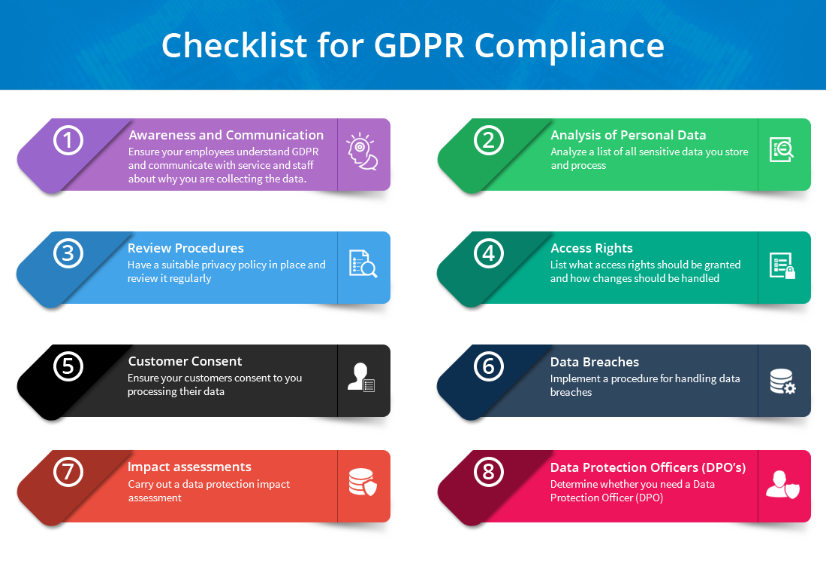 Checklist for GDPR Compliance
1
Awareness and Communication
Ensure your employees understand GDPR
and communicate with service and staff
about why you are collecting the data.
2
Analysis of Personal Data
Analyze a list of all sensitive data you store
and process
3
Review Procedures
Have a suitable privacy policy in place and
review it regularly
4
Access Rights
List what access rights should be granted
and how changes should be handled
5
Customer Consent
Ensure your customers consent to you
processing their data
6
Data Breaches
Implement a procedure for handling data
breaches
7
Impact assessments
Carry out a data protection impact
assessment
8
Data Protection Officers (DPO’s)
Determine whether you need a Data
Protection Officer (DPO)